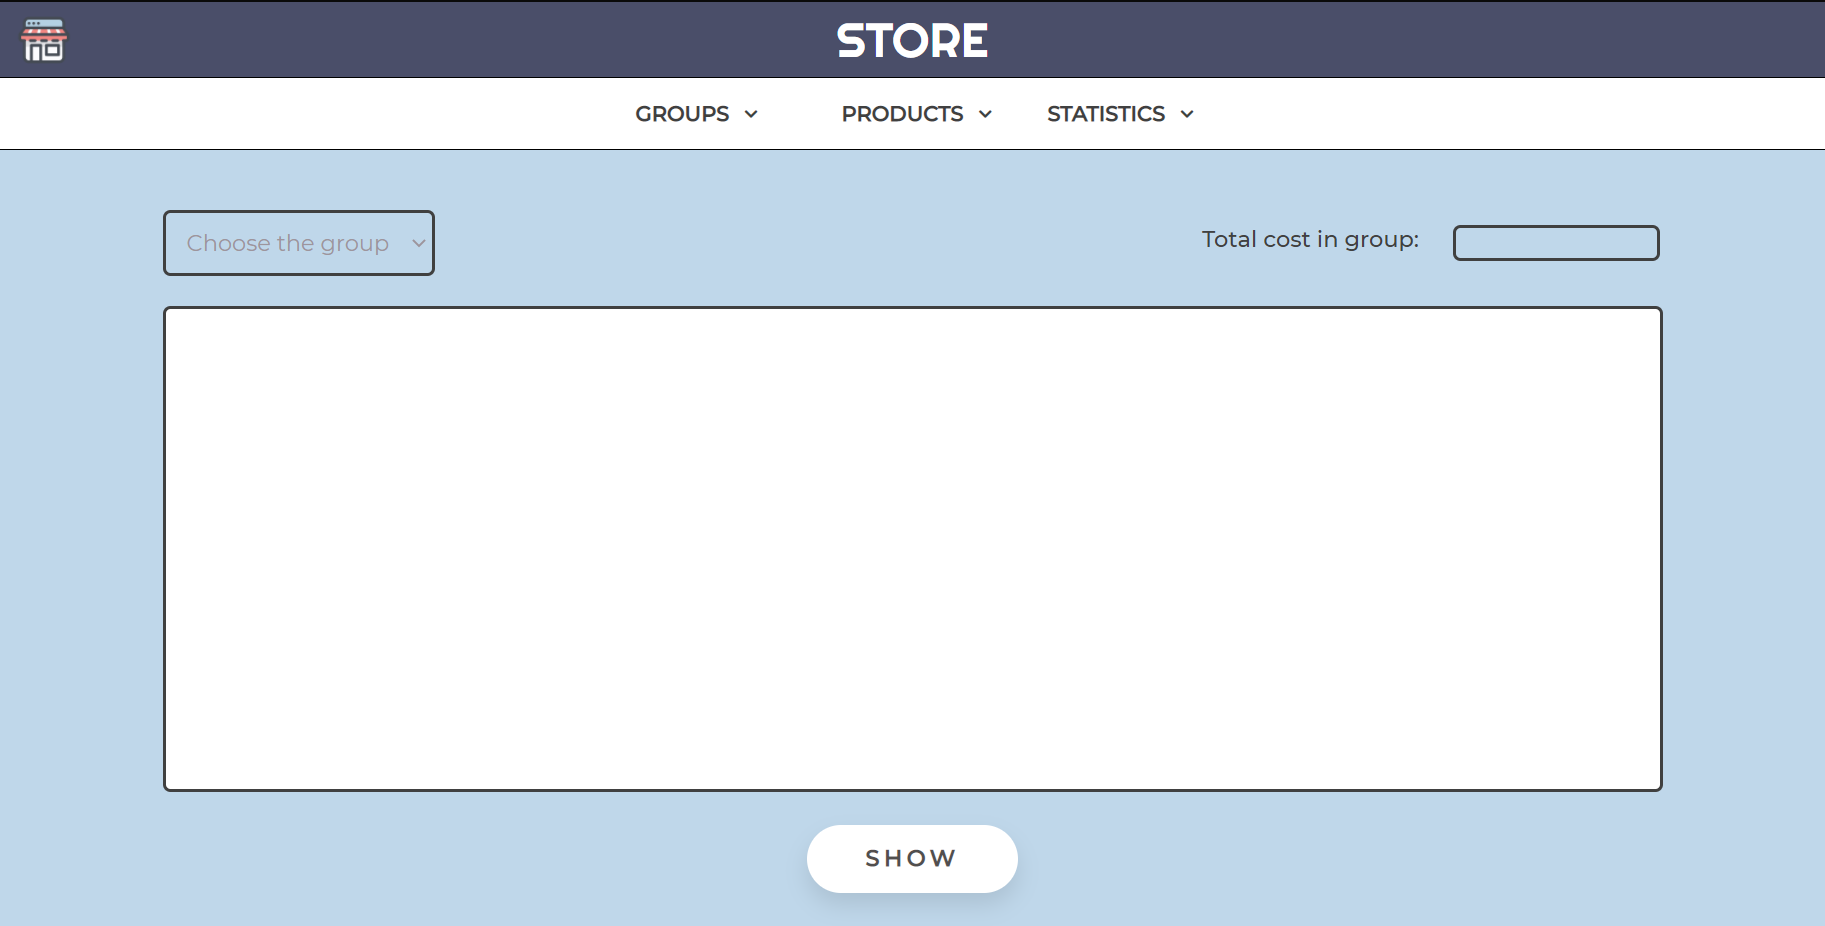 STORE
GROUPS PRODUCTS STATISTICS
Choose the group
Total cost in group:
SHOW